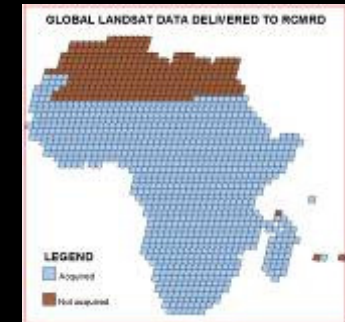 GLOBAL LANDSAT DATA DELIVERED TO RCMRD
LEGEND
Acquired
Not acquired